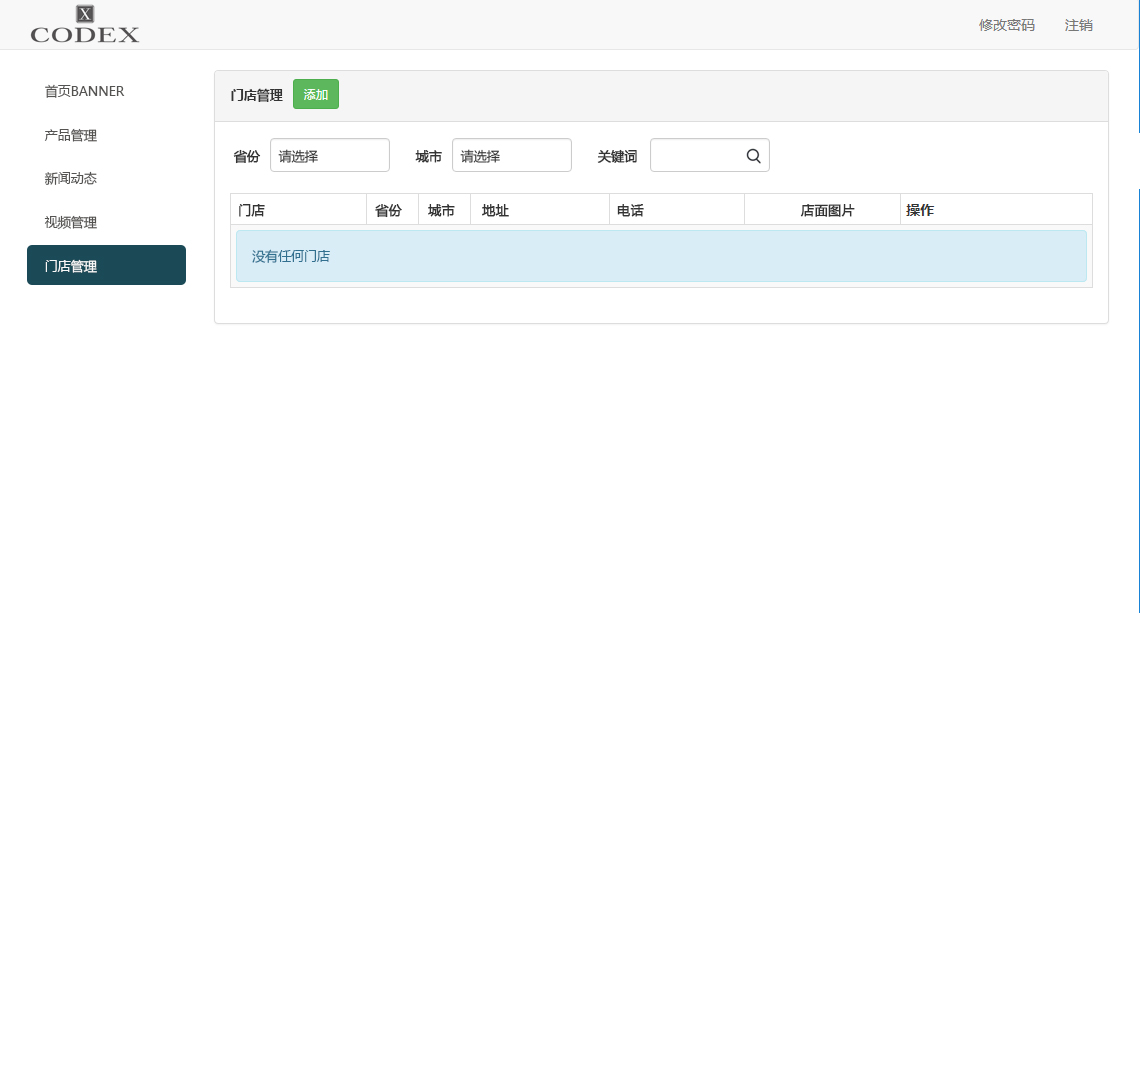 X
CODEX
修改密码 注销
首页BANNER
产品管理
新闻动态
视频管理
门店管理
门店管理 添加
省份 请选择 城市 请选择 关键词
门店 省份 城市 地址 电话 店面图片 操作
没有任何门店